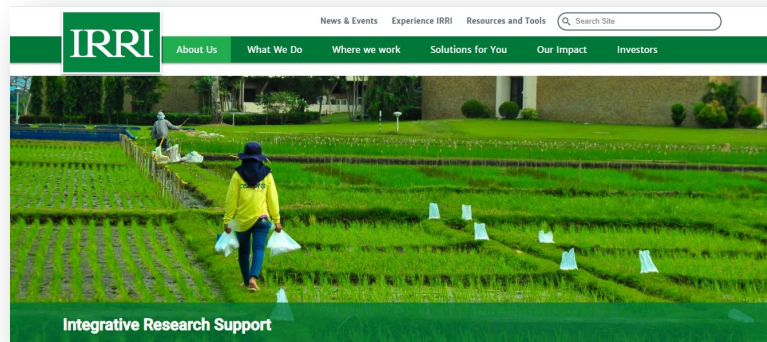 News & Events Experience IRRI Resources and Tools Search Site
IRRI
About Us What We Do Where we work Solutions for You Our Impact Investors
Integrative Research Support